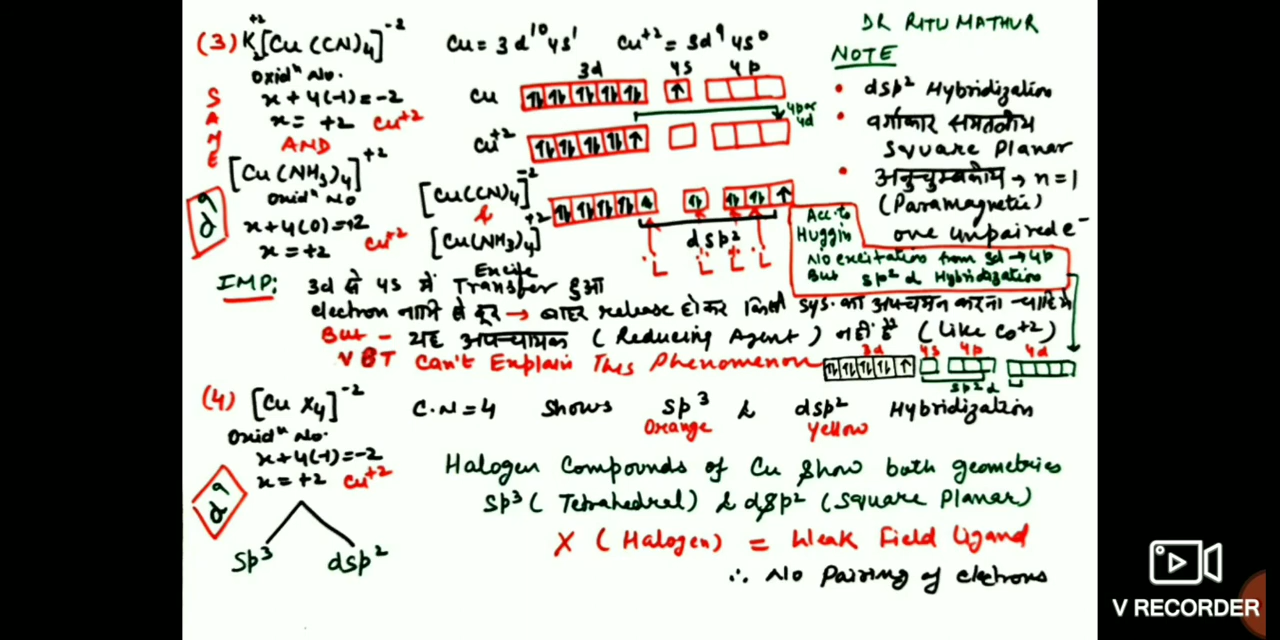 DR RITU MATHUR
(3) K₂⁺²[Cu(CN)₄]⁻² Cu = 3d¹⁰4s¹ Cu⁺² = 3d⁹4s⁰
NOTE
Oxidⁿ No.
3d 4s 4p
x + 4(-1) = -2
Cu
• dsp² Hybridization
x = +2 Cu⁺²
4p or 4d
• वर्गाकार समतलीय
SAME
AND
Cu⁺²
Square Planar
[Cu(NH₃)₄]⁺²
• अनुचुम्बकीय → n=1
Oxidⁿ No
[Cu(CN)₄]⁻²
(Paramagnetic)
d⁹
x+4(0)=+2
&
Acc. to
one unpaired e⁻
x = +2 Cu⁺²
[Cu(NH₃)₄]⁺²
dsp²
Huggin
L L L L
No excitation from 3d → 4p
But sp²d Hybridization
Excite
IMP: 3d से 4s में Transfer हुआ
electron नाभि से दूर → बाहर release होकर किसी sys. का अपचयन करना चाहिये
But - यह अपचायक (Reducing Agent) नहीं है (Like Co⁺²)
VBT Can't Explain This Phenomenon
3d 4s 4p 4d
sp²d
(4) [Cu X₄]⁻² C.N=4 Shows sp³ & dsp² Hybridization
Orange Yellow
Oxidⁿ No.
x+4(-1)=-2
x = +2 Cu⁺²
Halogen Compounds of Cu Show both geometries
d⁹
sp³ (Tetrahedrel) & dsp² (Square Planar)
X (Halogen) = Weak Field Ligand
sp³ dsp²
∴ No Pairing of electrons
V RECORDER